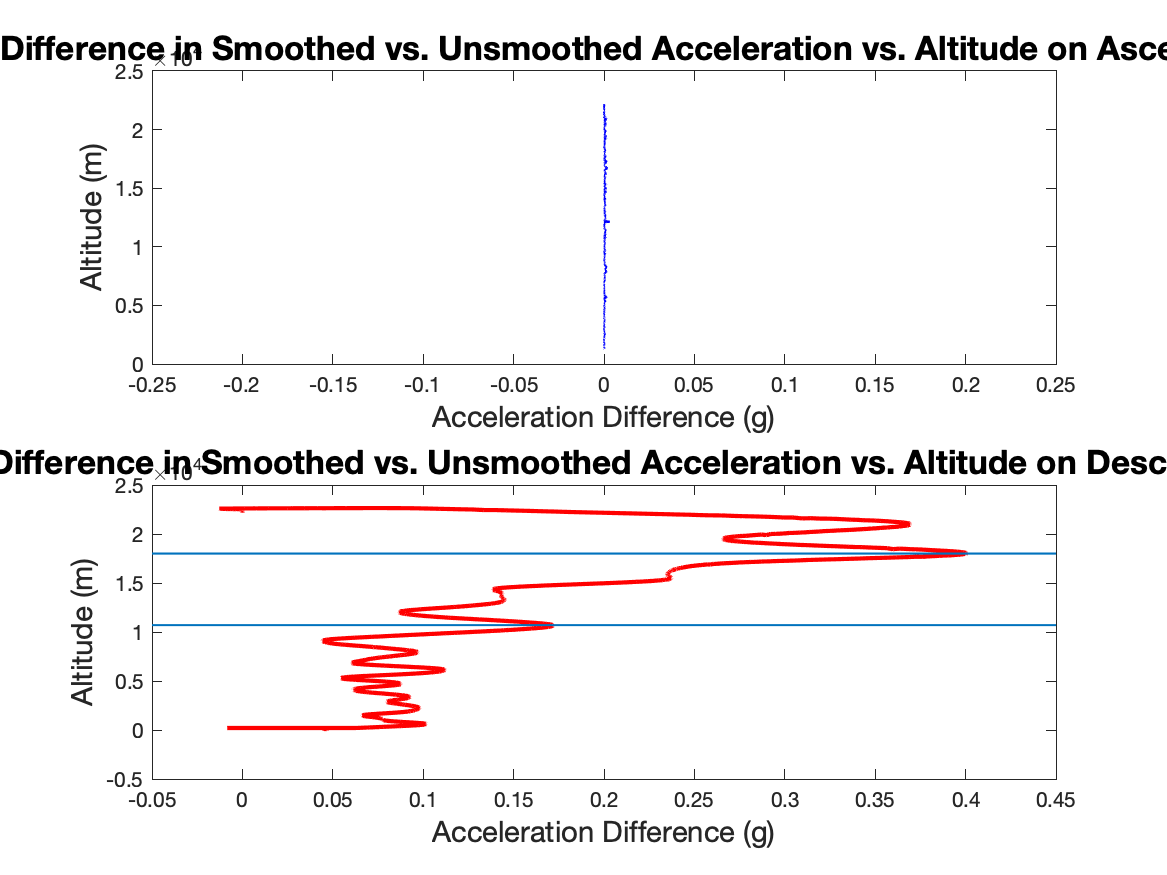 Difference in Smoothed vs. Unsmoothed Acceleration vs. Altitude on Asce
×10⁴
2.5
2
1.5
1
0.5
0
Altitude (m)
-0.25 -0.2 -0.15 -0.1 -0.05 0 0.05 0.1 0.15 0.2 0.25
Acceleration Difference (g)
Difference in Smoothed vs. Unsmoothed Acceleration vs. Altitude on Desc
×10⁴
2.5
2
1.5
1
0.5
0
-0.5
Altitude (m)
-0.05 0 0.05 0.1 0.15 0.2 0.25 0.3 0.35 0.4 0.45
Acceleration Difference (g)